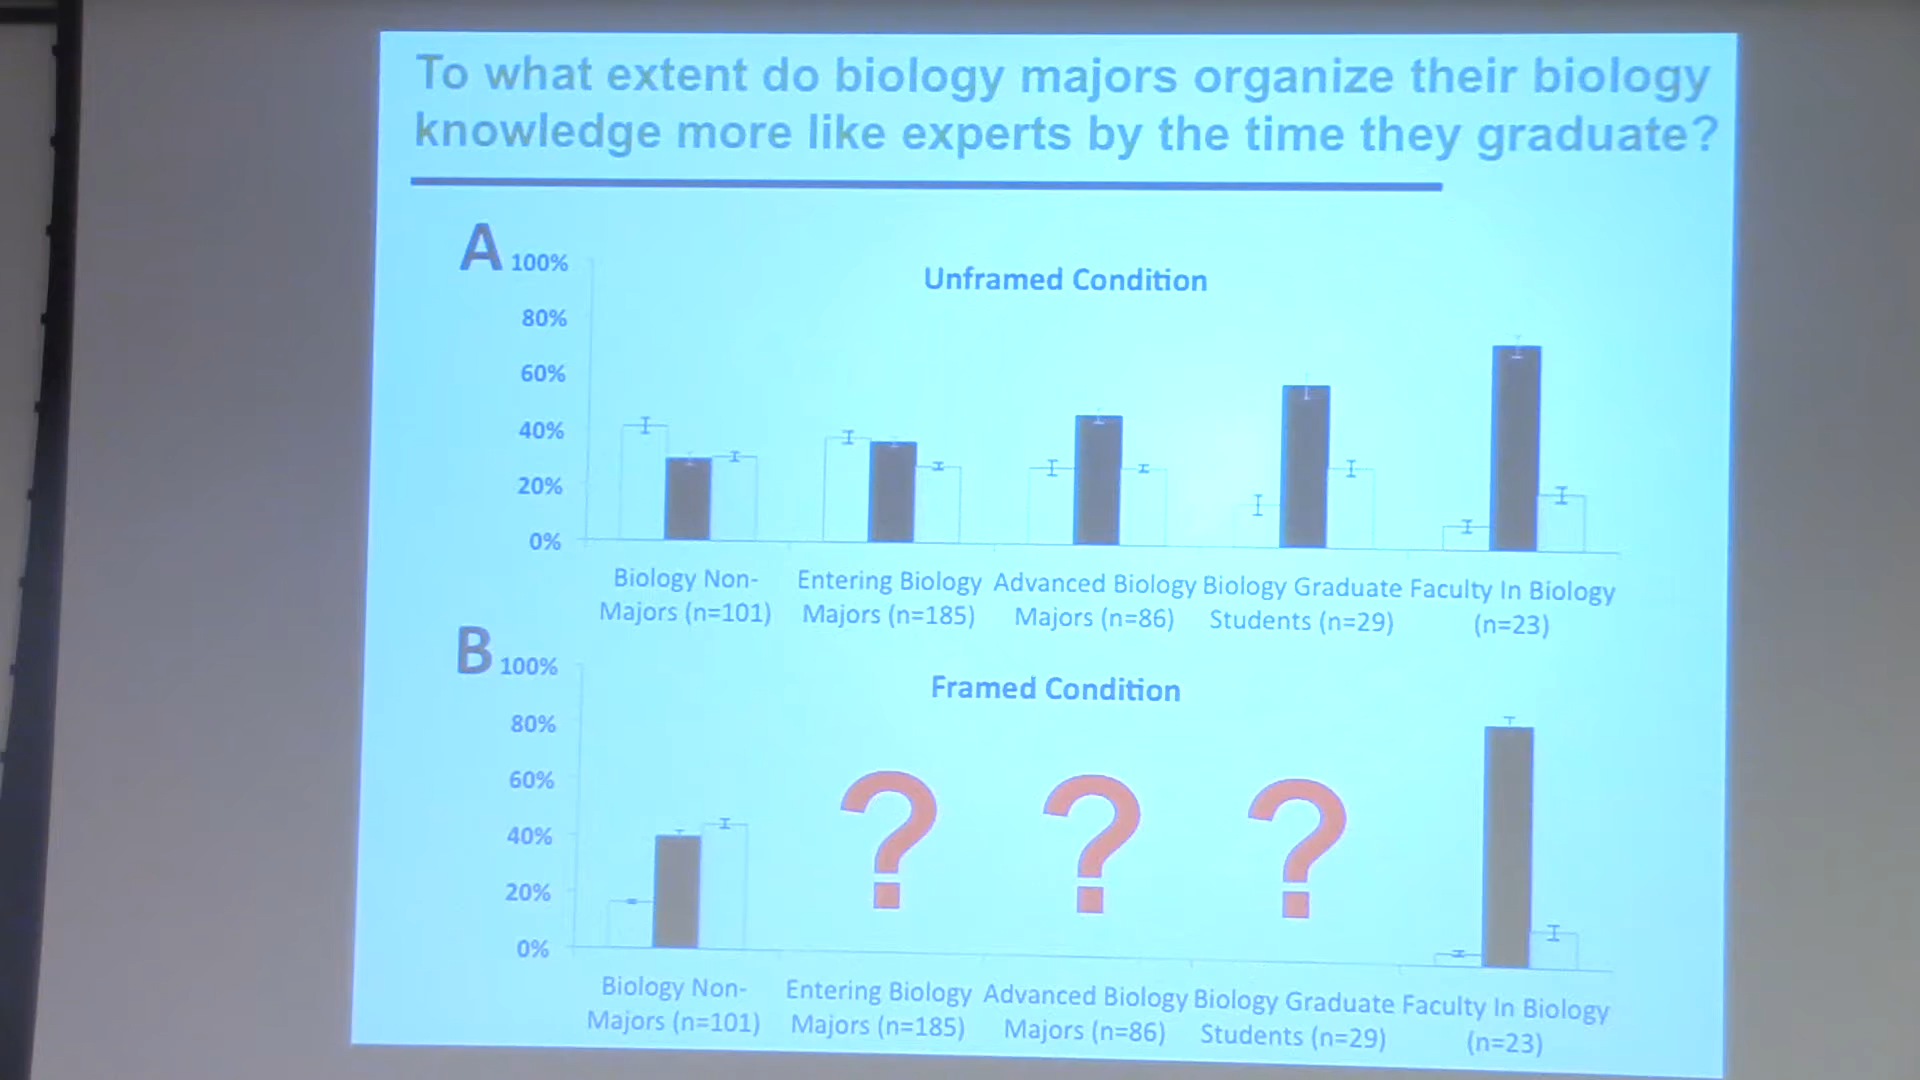 To what extent do biology majors organize their biology
knowledge more like experts by the time they graduate?
A
100%
Unframed Condition
80%
60%
40%
20%
0%
Biology Non-
Majors (n=101)
Entering Biology
Majors (n=185)
Advanced Biology
Majors (n=86)
Biology Graduate
Students (n=29)
Faculty In Biology
(n=23)
B
100%
Framed Condition
80%
60%
40%
20%
0%
? ? ?
Biology Non-
Majors (n=101)
Entering Biology
Majors (n=185)
Advanced Biology
Majors (n=86)
Biology Graduate
Students (n=29)
Faculty In Biology
(n=23)